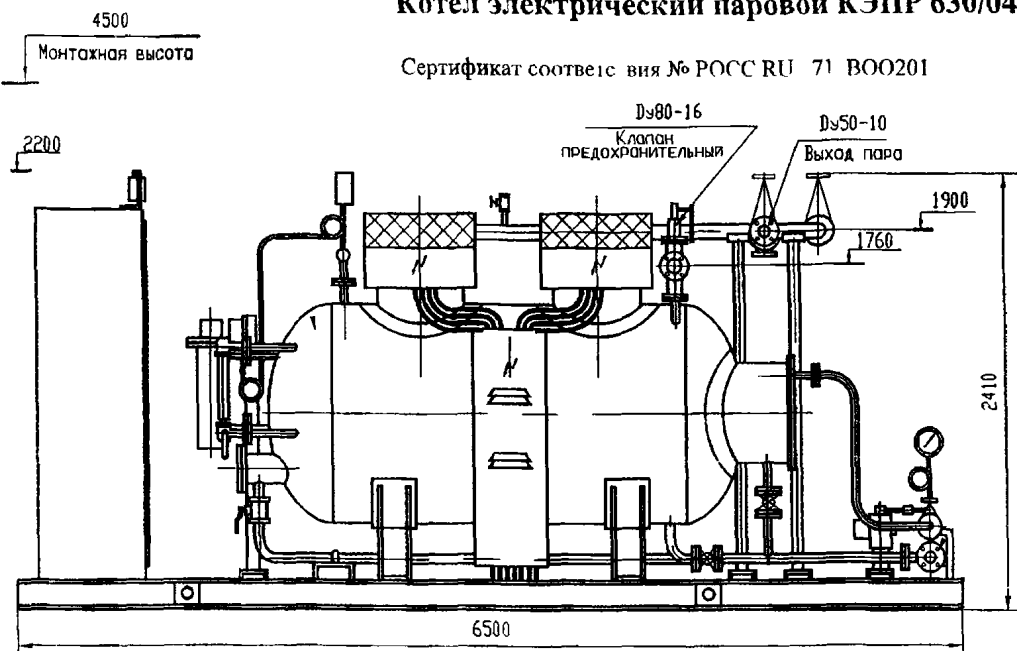 Котел электрический паровой КЭПР 630/04
4500
Монтажная высота
Сертификат соответс вия № РОСС RU 71 ВОО201
Dу80-16
Клапан
ПРЕДОХРАНИТЕЛЬНЫЙ
Dу50-10
Выход пара
2200
1900
1760
2410
6500